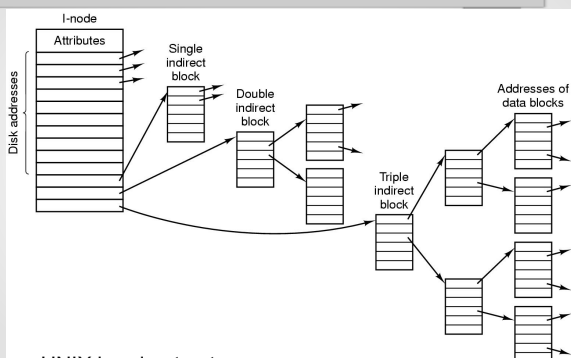 I-node
Attributes
Disk addresses
Single
indirect
block
Double
indirect
block
Triple
indirect
block
Addresses of
data blocks